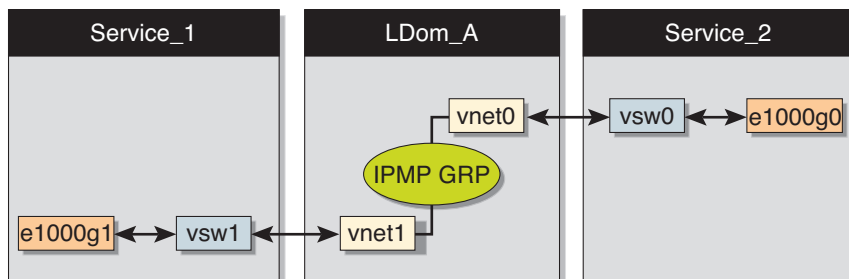 Service_1
LDom_A
Service_2
vnet0
vsw0
e1000g0
IPMP GRP
e1000g1
vsw1
vnet1